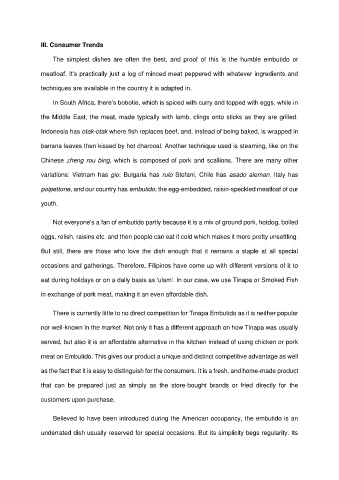 III. Consumer Trends
The simplest dishes are often the best, and proof of this is the humble embutido or
meatloaf. It's practically just a log of minced meat peppered with whatever ingredients and
techniques are available in the country it is adapted in.
In South Africa, there's bobotie, which is spiced with curry and topped with eggs, while in
the Middle East, the meat, made typically with lamb, clings onto sticks as they are grilled.
Indonesia has otak-otak where fish replaces beef, and, instead of being baked, is wrapped in
banana leaves then kissed by hot charcoal. Another technique used is steaming, like on the
Chinese zheng rou bing, which is composed of pork and scallions. There are many other
variations: Vietnam has gio, Bulgaria has rulo Stefani, Chile has asado aleman, Italy has
polpettone, and our country has embutido, the egg-embedded, raisin-speckled meatloaf of our
youth.
Not everyone's a fan of embutido partly because it is a mix of ground pork, hotdog, boiled
eggs, relish, raisins etc. and then people can eat it cold which makes it more pretty unsettling.
But still, there are those who love the dish enough that it remains a staple at all special
occasions and gatherings. Therefore, Filipinos have come up with different versions of it to
eat during holidays or on a daily basis as 'ulam'. In our case, we use Tinapa or Smoked Fish
in exchange of pork meat, making it an even affordable dish.
There is currently little to no direct competition for Tinapa Embutido as it is neither popular
nor well-known in the market. Not only it has a different approach on how Tinapa was usually
served, but also it is an affordable alternative in the kitchen instead of using chicken or pork
meat on Embutido. This gives our product a unique and distinct competitive advantage as well
as the fact that it is easy to distinguish for the consumers. It is a fresh, and home-made product
that can be prepared just as simply as the store-bought brands or fried directly for the
customers upon purchase.
Believed to have been introduced during the American occupancy, the embutido is an
underrated dish usually reserved for special occasions. But its simplicity begs regularity. Its